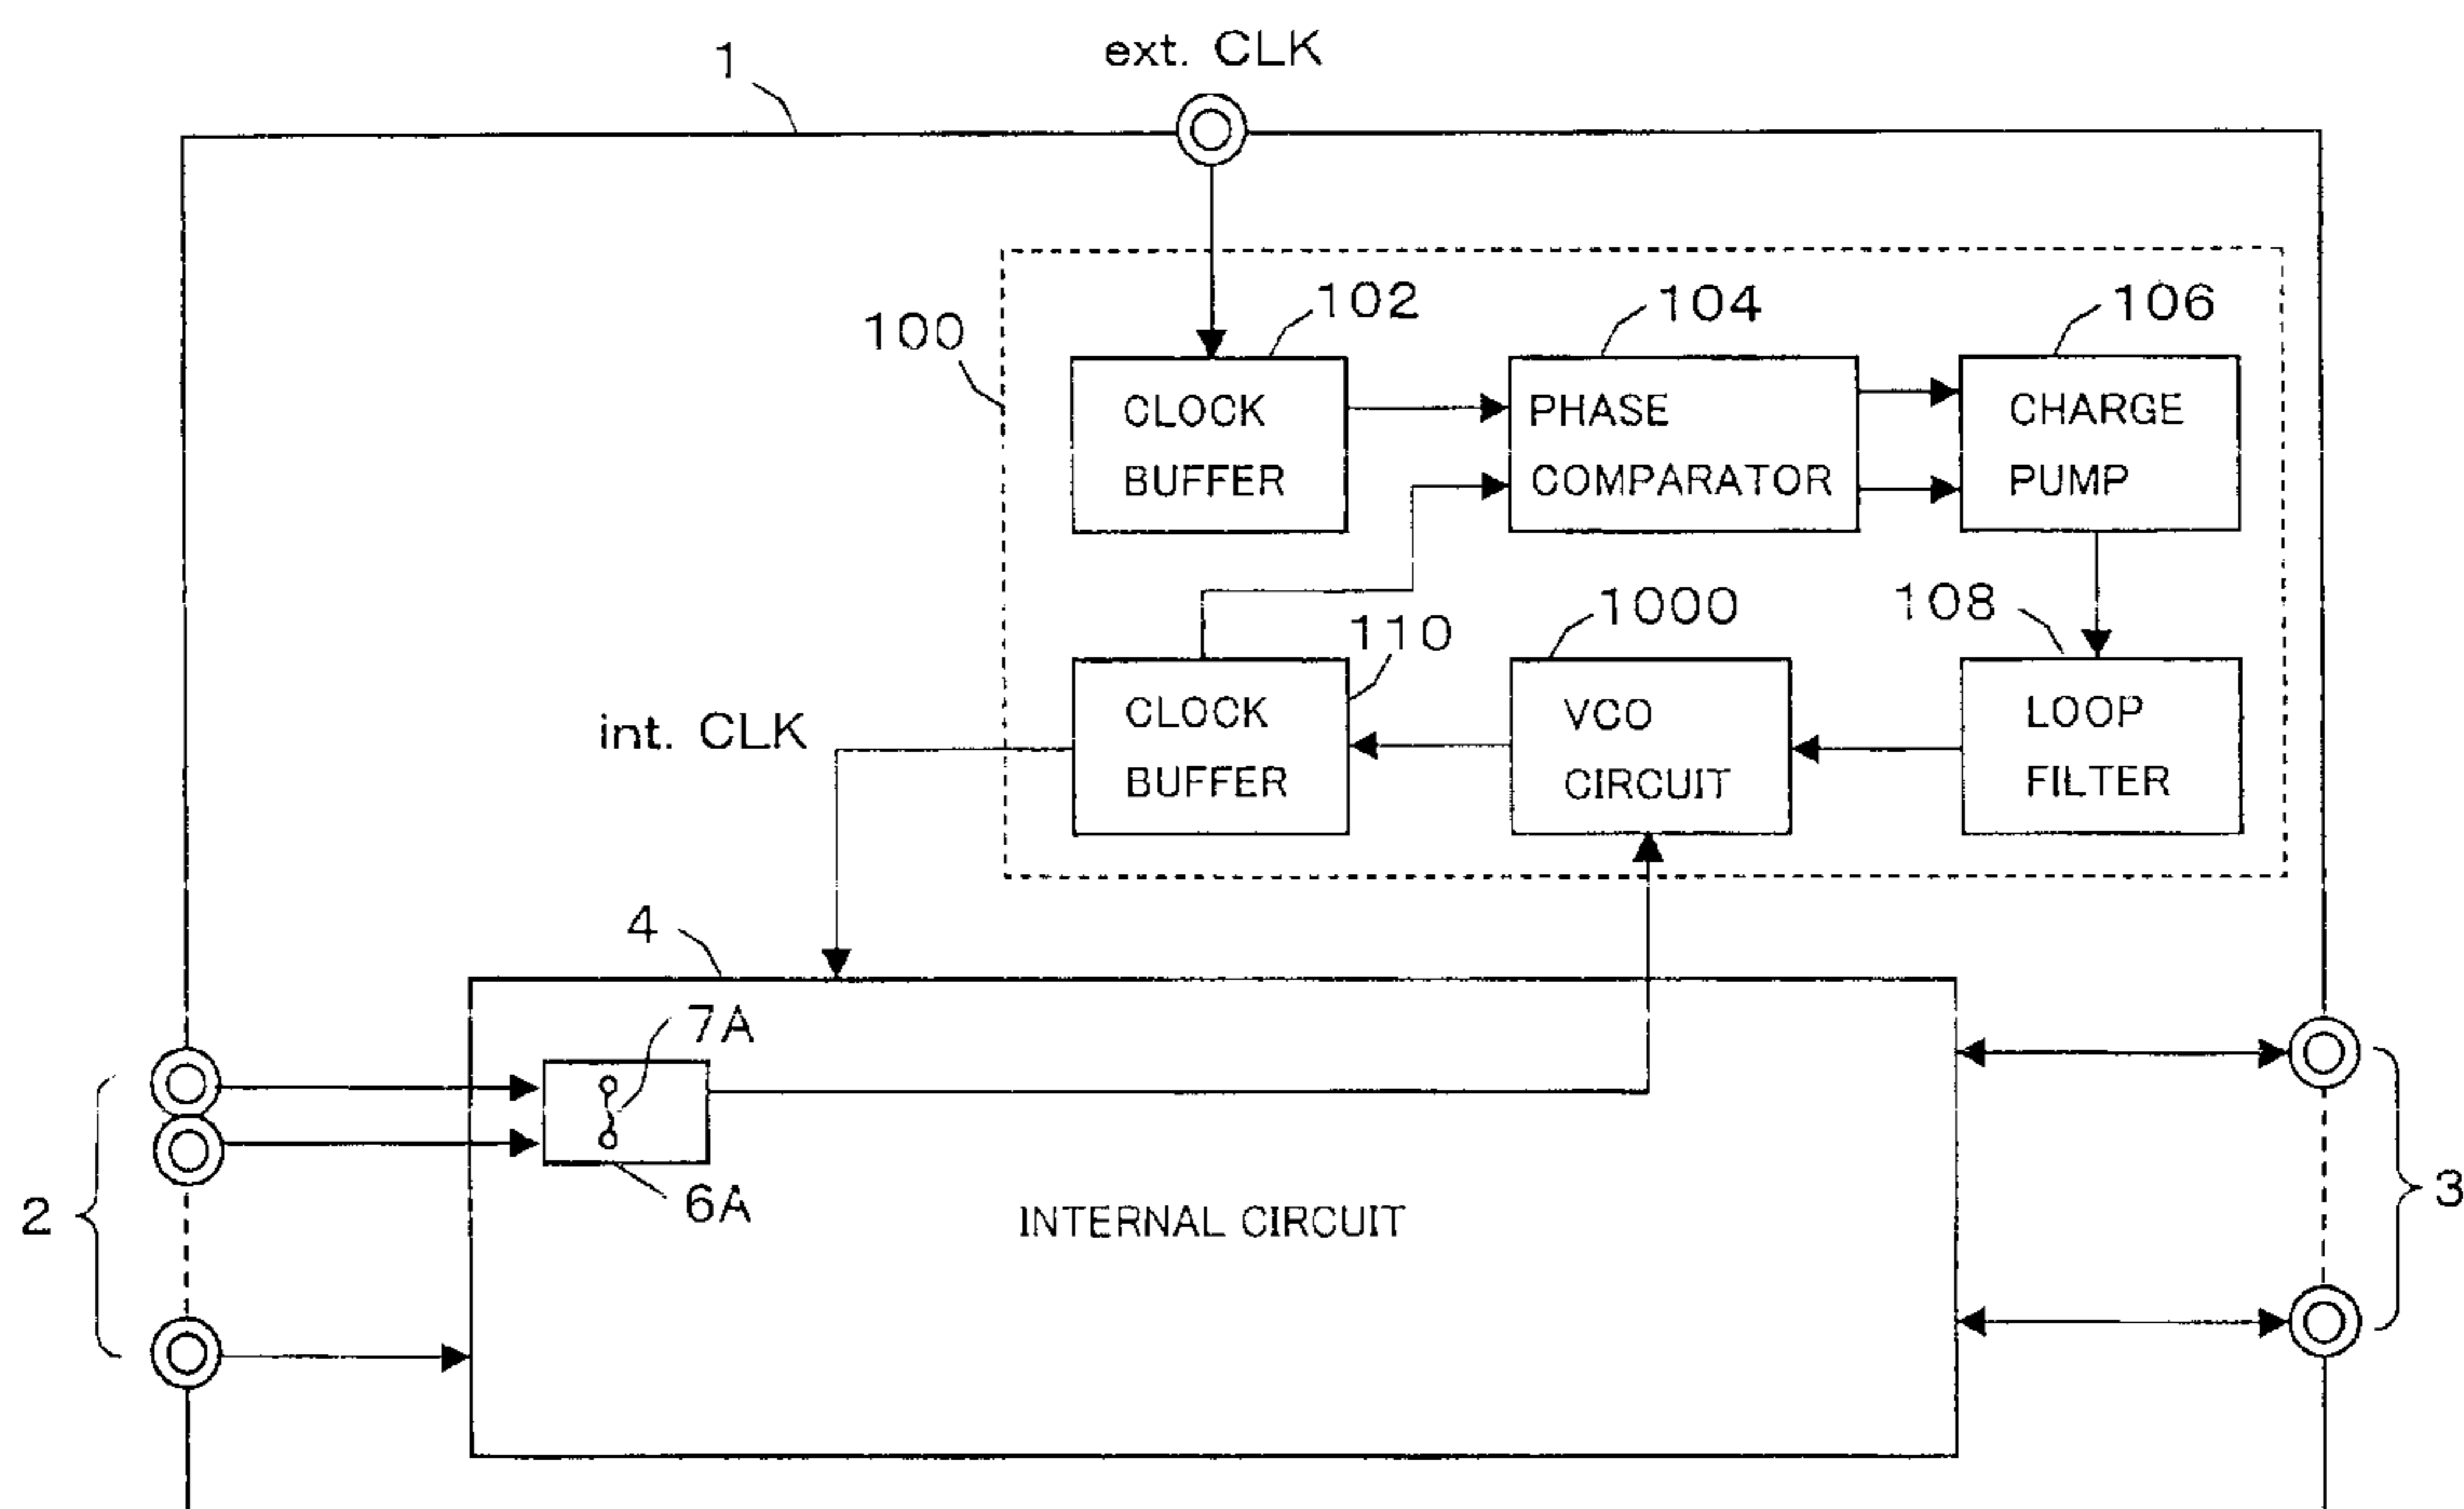 ext. CLK
1
100
102
104
106
CLOCK
BUFFER
PHASE
COMPARATOR
CHARGE
PUMP
110
1000
108
int. CLK
CLOCK
BUFFER
VCO
CIRCUIT
LOOP
FILTER
4
7A
6A
2
3
INTERNAL CIRCUIT